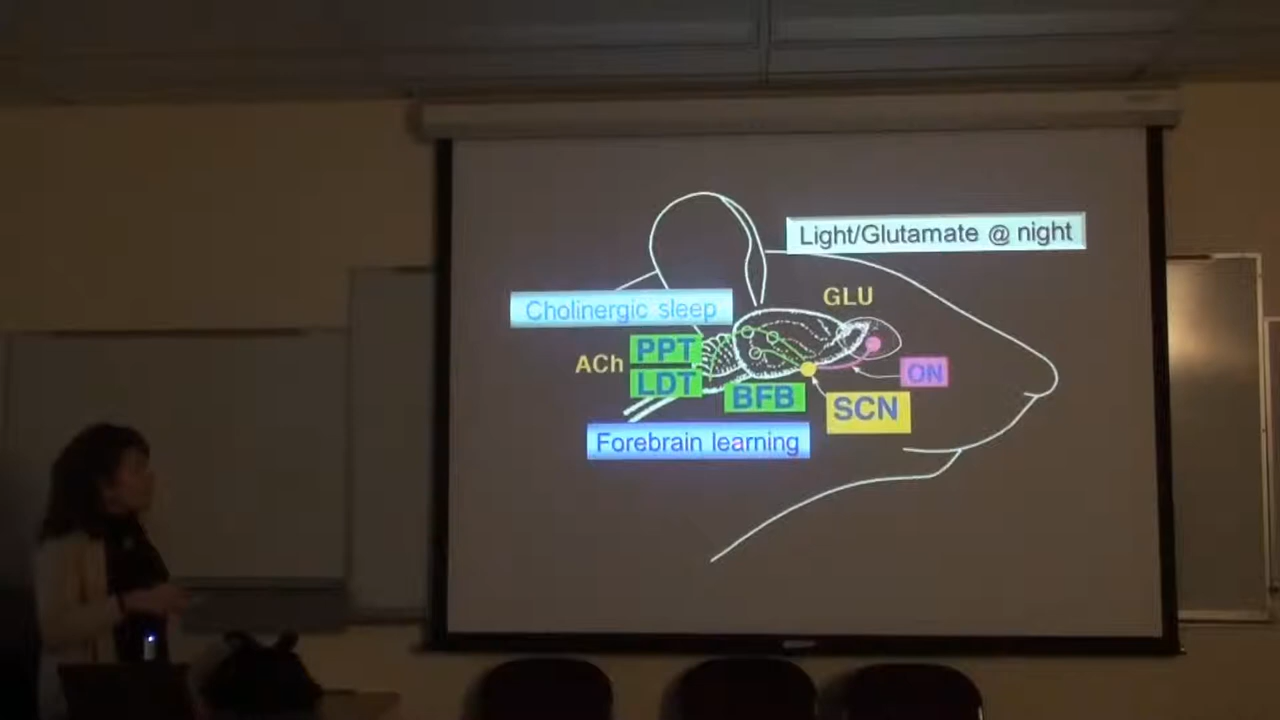 Light/Glutamate @ night
GLU
Cholinergic sleep
ACh
PPT
LDT
BFB
ON
SCN
Forebrain learning